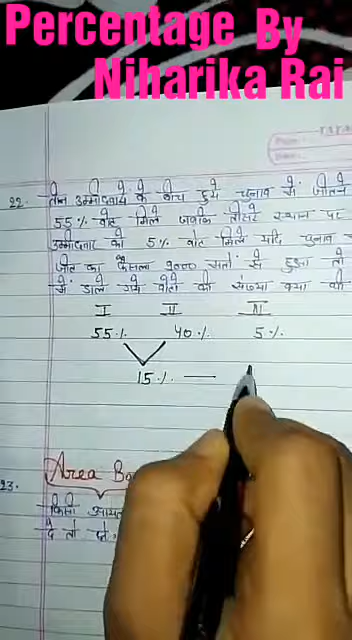 Percentage By
Niharika Rai
22. तीन उम्मीदवारों के बीच हुये चुनाव में जीतने
55% वोट मिले जबकि तीसरे स्थान पर
उम्मीदवार को 5% वोट मिले यदि चुनाव
जीत का फैसला 9000 मतों से हुआ तो
में डाले गये वोटों की संख्या क्या थी
I II III
55% 40% 5%
15% —
Area
23.
किसी
दे तो